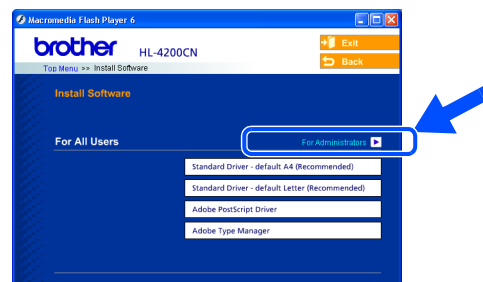 Macromedia Flash Player 6
brother HL-4200CN
Exit
Back
Top Menu >> Install Software
Install Software
For All Users
For Administrators
Standard Driver - default A4 (Recommended)
Standard Driver - default Letter (Recommended)
Adobe PostScript Driver
Adobe Type Manager